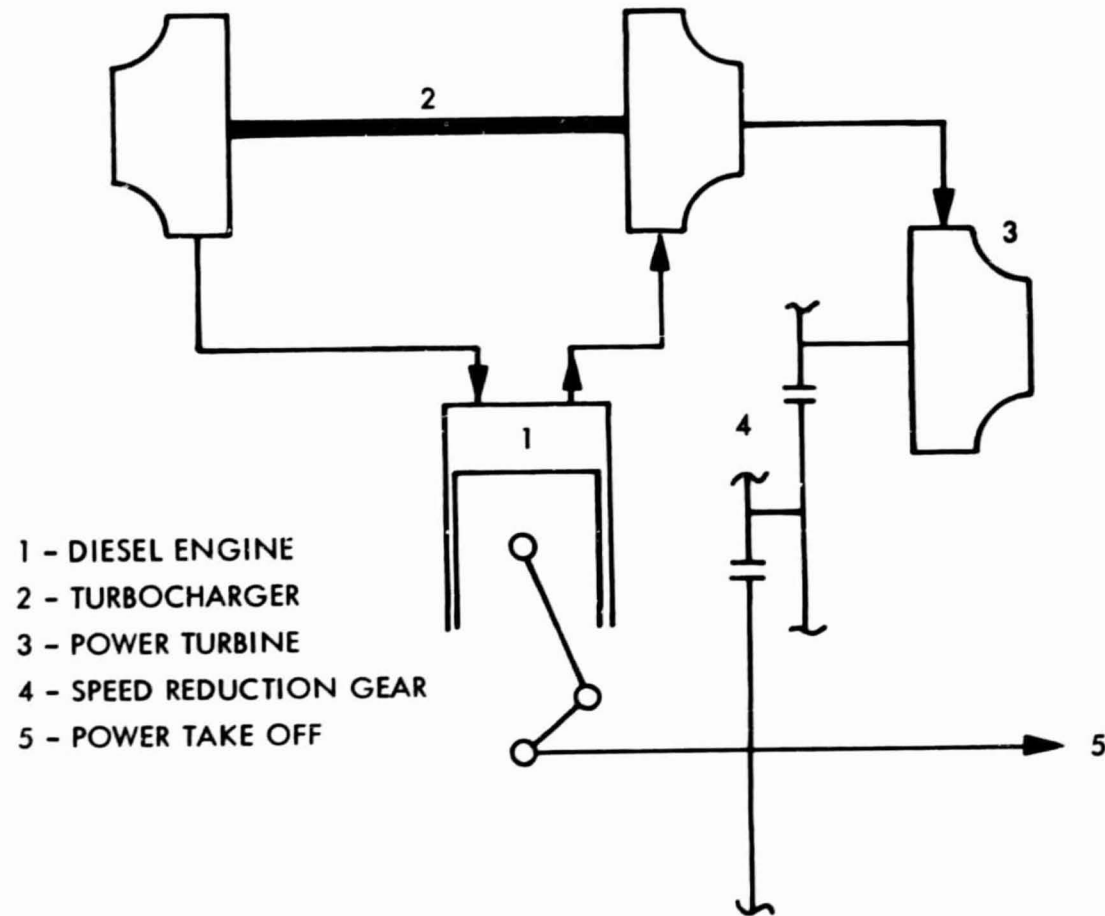 2
3
1
4
1 - DIESEL ENGINE
2 - TURBOCHARGER
3 - POWER TURBINE
4 - SPEED REDUCTION GEAR
5 - POWER TAKE OFF
5